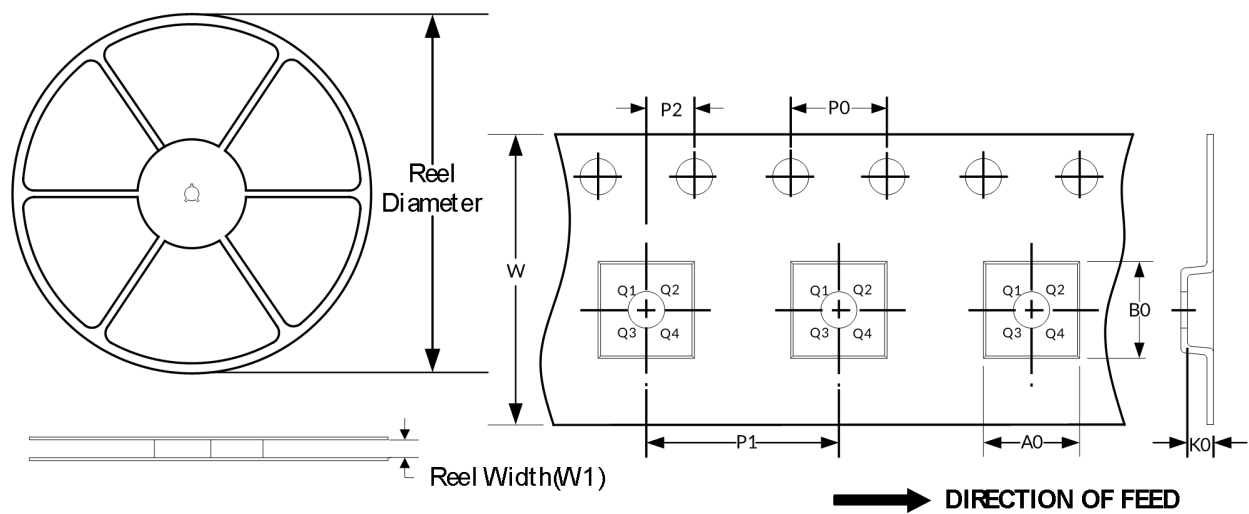 P2
P0
Reel
Diameter
W
Q1 Q2
Q3 Q4
Q1 Q2
Q3 Q4
Q1 Q2
Q3 Q4
B0
P1
A0
K0
Reel Width(W1)
DIRECTION OF FEED